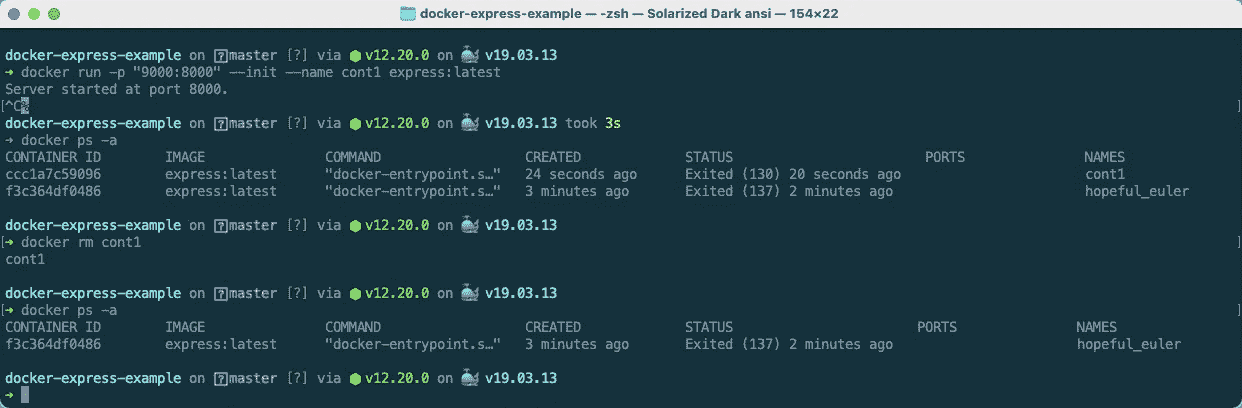 docker-express-example — -zsh — Solarized Dark ansi — 154×22
docker-express-example on master [?] via v12.20.0 on v19.03.13
→ docker run -p "9000:8000" --init --name cont1 express:latest
Server started at port 8000.
[^C% ]
docker-express-example on master [?] via v12.20.0 on v19.03.13 took 3s
→ docker ps -a
CONTAINER ID IMAGE COMMAND CREATED STATUS PORTS NAMES
ccc1a7c59096 express:latest "docker-entrypoint.s…" 24 seconds ago Exited (130) 20 seconds ago cont1
f3c364df0486 express:latest "docker-entrypoint.s…" 3 minutes ago Exited (137) 2 minutes ago hopeful_euler
docker-express-example on master [?] via v12.20.0 on v19.03.13
[→ docker rm cont1 ]
cont1
docker-express-example on master [?] via v12.20.0 on v19.03.13
[→ docker ps -a ]
CONTAINER ID IMAGE COMMAND CREATED STATUS PORTS NAMES
f3c364df0486 express:latest "docker-entrypoint.s…" 3 minutes ago Exited (137) 2 minutes ago hopeful_euler
docker-express-example on master [?] via v12.20.0 on v19.03.13
→